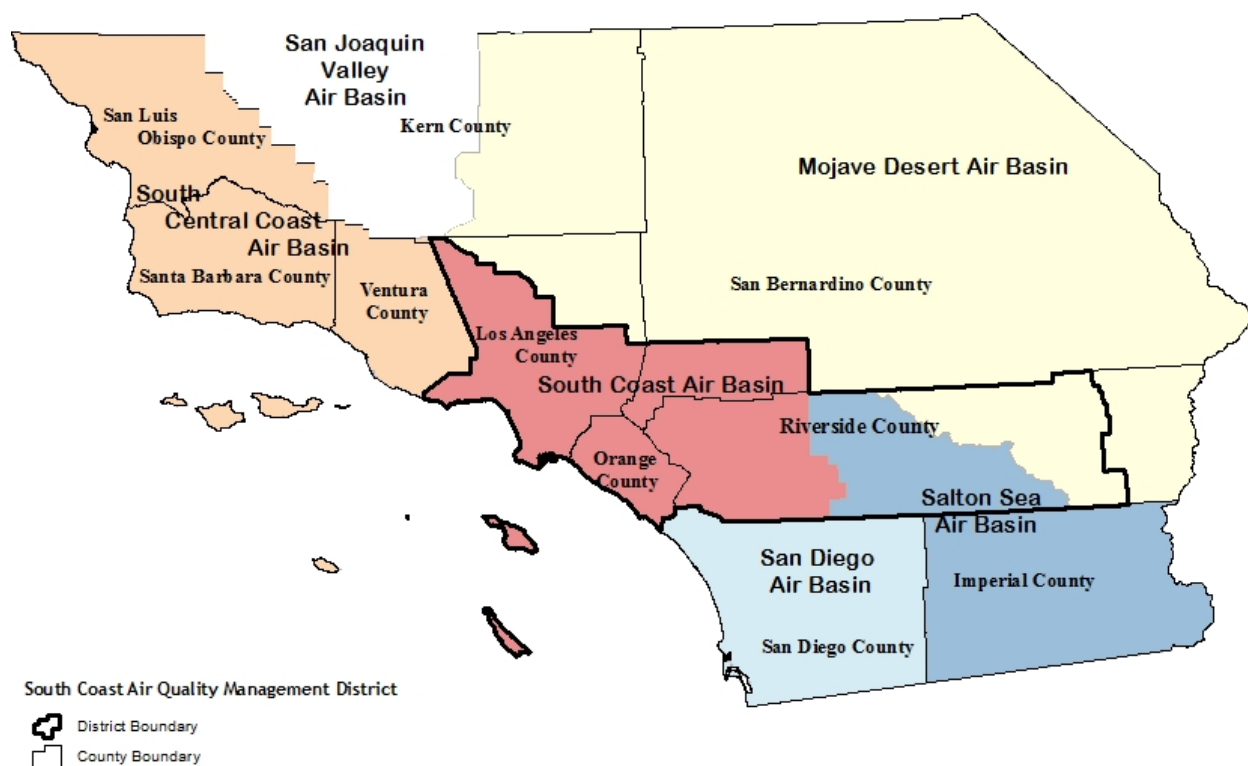 San Joaquin
Valley
Air Basin
San Luis
Obispo County
Kern County
Mojave Desert Air Basin
South
Central Coast
Air Basin
Santa Barbara County
Ventura
County
San Bernardino County
Los Angeles
County
South Coast Air Basin
Riverside County
Orange
County
Salton Sea
Air Basin
San Diego
Air Basin
Imperial County
San Diego County
South Coast Air Quality Management District
District Boundary
County Boundary